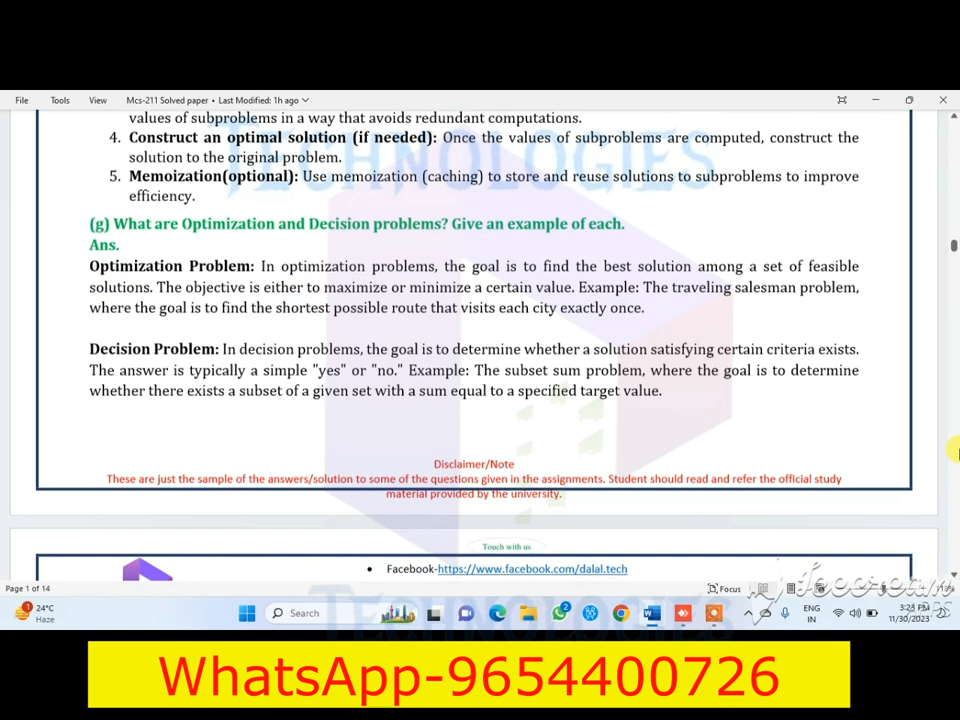 File Tools View Mcs-211 Solved paper • Last Modified: 1h ago
values of subproblems in a way that avoids redundant computations.
4. Construct an optimal solution (if needed): Once the values of subproblems are computed, construct the
solution to the original problem.
5. Memoization(optional): Use memoization (caching) to store and reuse solutions to subproblems to improve
efficiency.
TECHNOLOGIES
(g) What are Optimization and Decision problems? Give an example of each.
Ans.
Optimization Problem: In optimization problems, the goal is to find the best solution among a set of feasible
solutions. The objective is either to maximize or minimize a certain value. Example: The traveling salesman problem,
where the goal is to find the shortest possible route that visits each city exactly once.
Decision Problem: In decision problems, the goal is to determine whether a solution satisfying certain criteria exists.
The answer is typically a simple "yes" or "no." Example: The subset sum problem, where the goal is to determine
whether there exists a subset of a given set with a sum equal to a specified target value.
Disclaimer/Note
These are just the sample of the answers/solution to some of the questions given in the assignments. Student should read and refer the official study
material provided by the university.
Touch with us
• Facebook-https://www.facebook.com/dalal.tech
Page 1 of 14 Focus
24°C
Haze
Search
2
ENG
IN
3:23 PM
11/30/2023
WhatsApp-9654400726